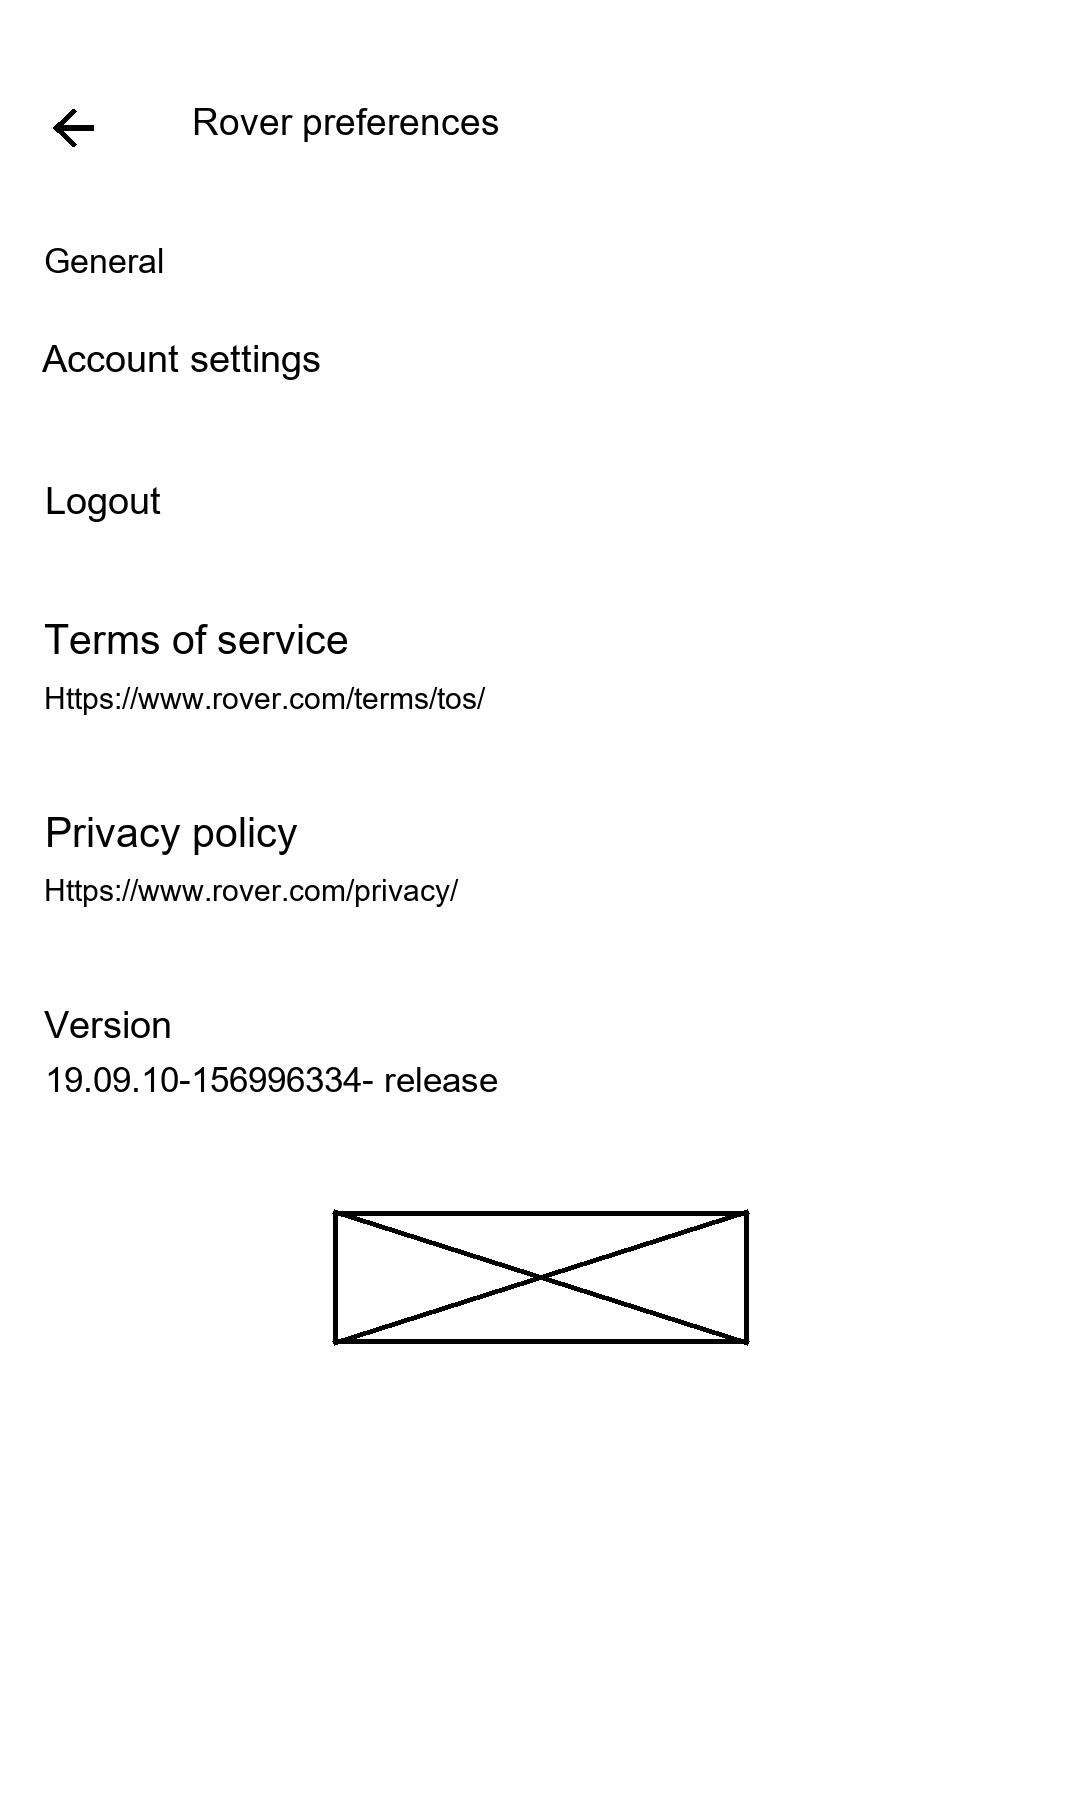 Rover preferences
General
Account settings
Logout
Terms of service
Https://www.rover.com/terms/tos/
Privacy policy
Https://www.rover.com/privacy/
Version
19.09.10-156996334- release